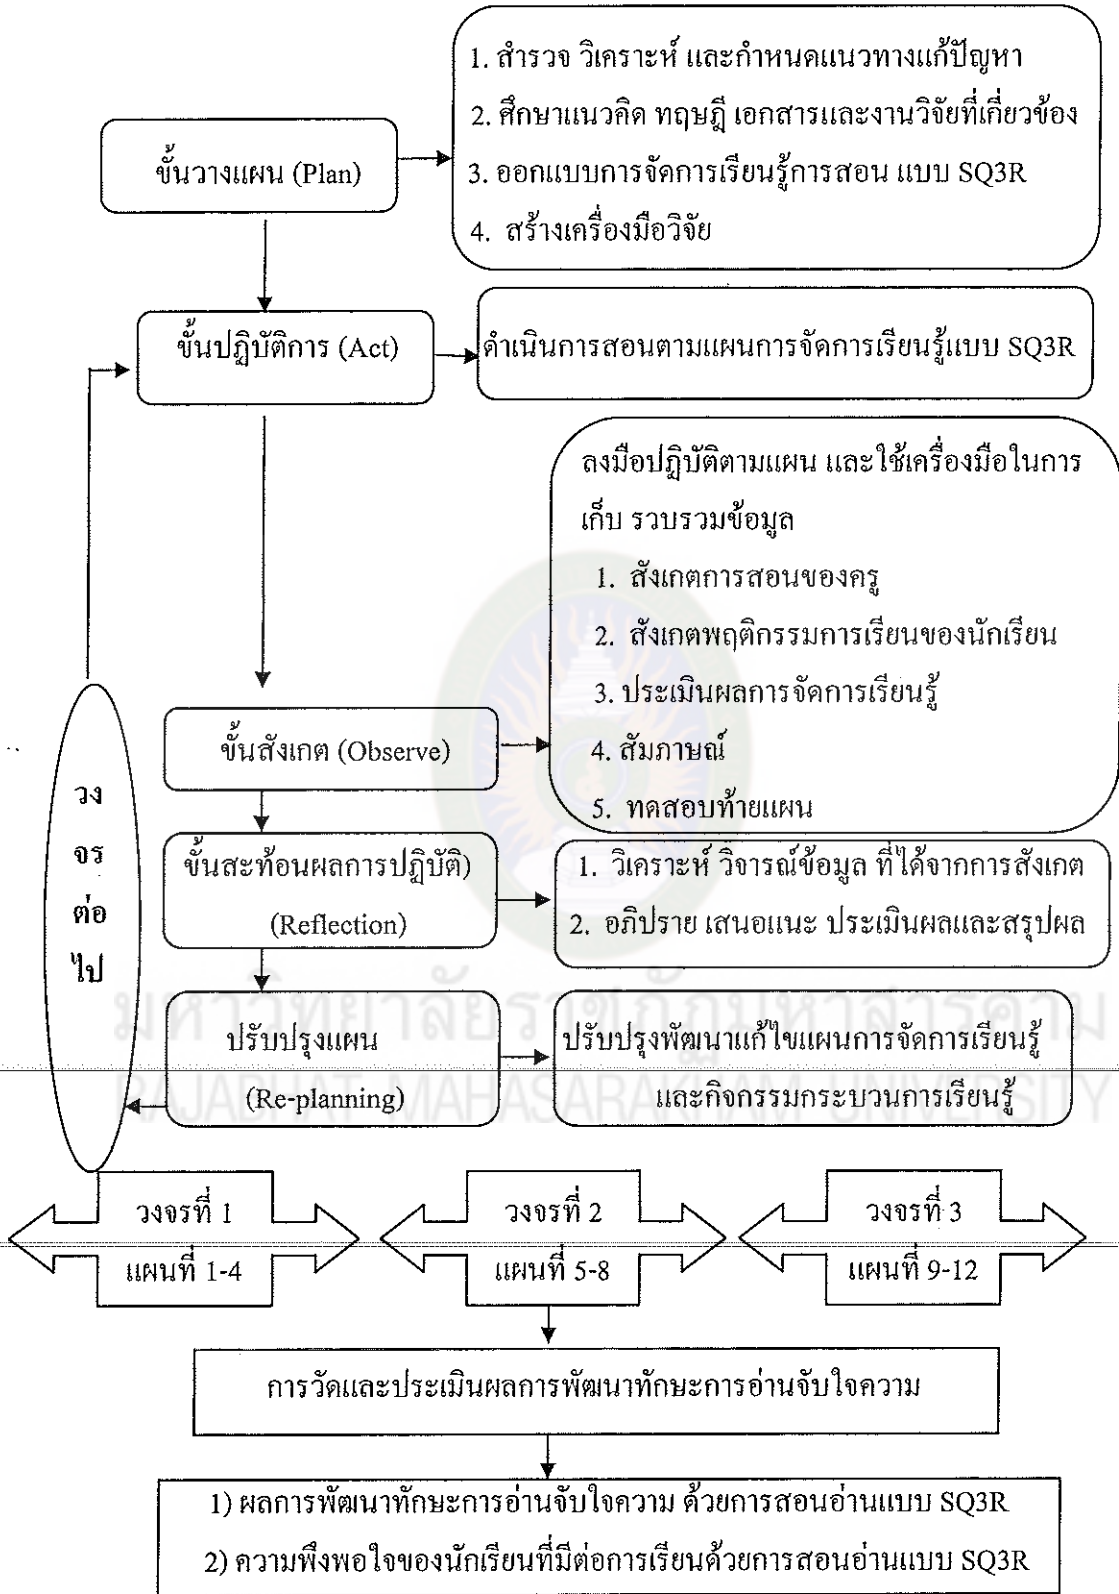 1. สำรวจ วิเคราะห์ และกำหนดแนวทางแก้ปัญหา
2. ศึกษาแนวคิด ทฤษฎี เอกสารและงานวิจัยที่เกี่ยวข้อง
ขั้นวางแผน (Plan)
3. ออกแบบการจัดการเรียนรู้การสอน แบบ SQ3R
4. สร้างเครื่องมือวิจัย
ขั้นปฏิบัติการ (Act)
ดำเนินการสอนตามแผนการจัดการเรียนรู้แบบ SQ3R
ลงมือปฏิบัติตามแผน และใช้เครื่องมือในการ
เก็บ รวบรวมข้อมูล
1. สังเกตการสอนของครู
2. สังเกตพฤติกรรมการเรียนของนักเรียน
3. ประเมินผลการจัดการเรียนรู้
4. สัมภาษณ์
5. ทดสอบท้ายแผน
ขั้นสังเกต (Observe)
วง
จร
ต่อ
ไป
ขั้นสะท้อนผลการปฏิบัติ)
(Reflection)
1. วิเคราะห์ วิจารณ์ข้อมูล ที่ได้จากการสังเกต
2. อภิปราย เสนอแนะ ประเมินผลและสรุปผล
มหาวิทยาลัยราชภัฏมหาสารคาม
RAJABHAT MAHASARAKHAM UNIVERSITY
ปรับปรุงแผน
(Re-planning)
ปรับปรุงพัฒนาแก้ไขแผนการจัดการเรียนรู้
และกิจกรรมกระบวนการเรียนรู้
วงจรที่ 1
แผนที่ 1-4
วงจรที่ 2
แผนที่ 5-8
วงจรที่ 3
แผนที่ 9-12
การวัดและประเมินผลการพัฒนาทักษะการอ่านจับใจความ
1) ผลการพัฒนาทักษะการอ่านจับใจความ ด้วยการสอนอ่านแบบ SQ3R
2) ความพึงพอใจของนักเรียนที่มีต่อการเรียนด้วยการสอนอ่านแบบ SQ3R